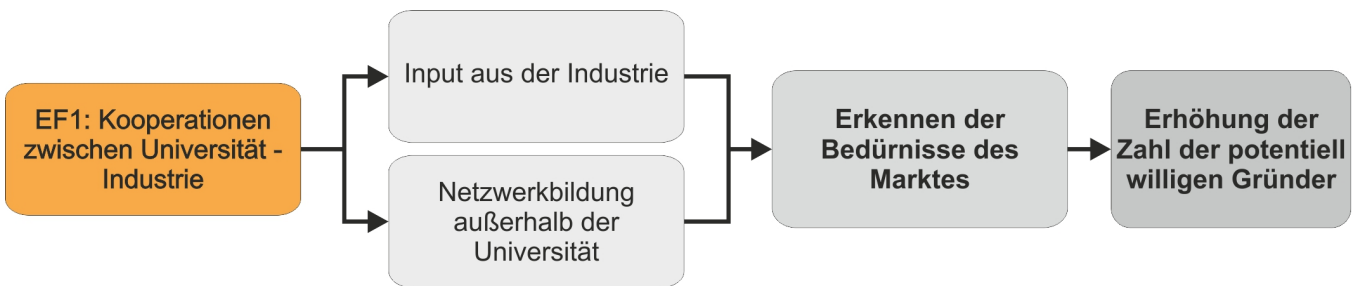 EF1: Kooperationen
zwischen Universität -
Industrie
Input aus der Industrie
Netzwerkbildung
außerhalb der
Universität
Erkennen der
Bedürnisse des
Marktes
Erhöhung der
Zahl der potentiell
willigen Gründer